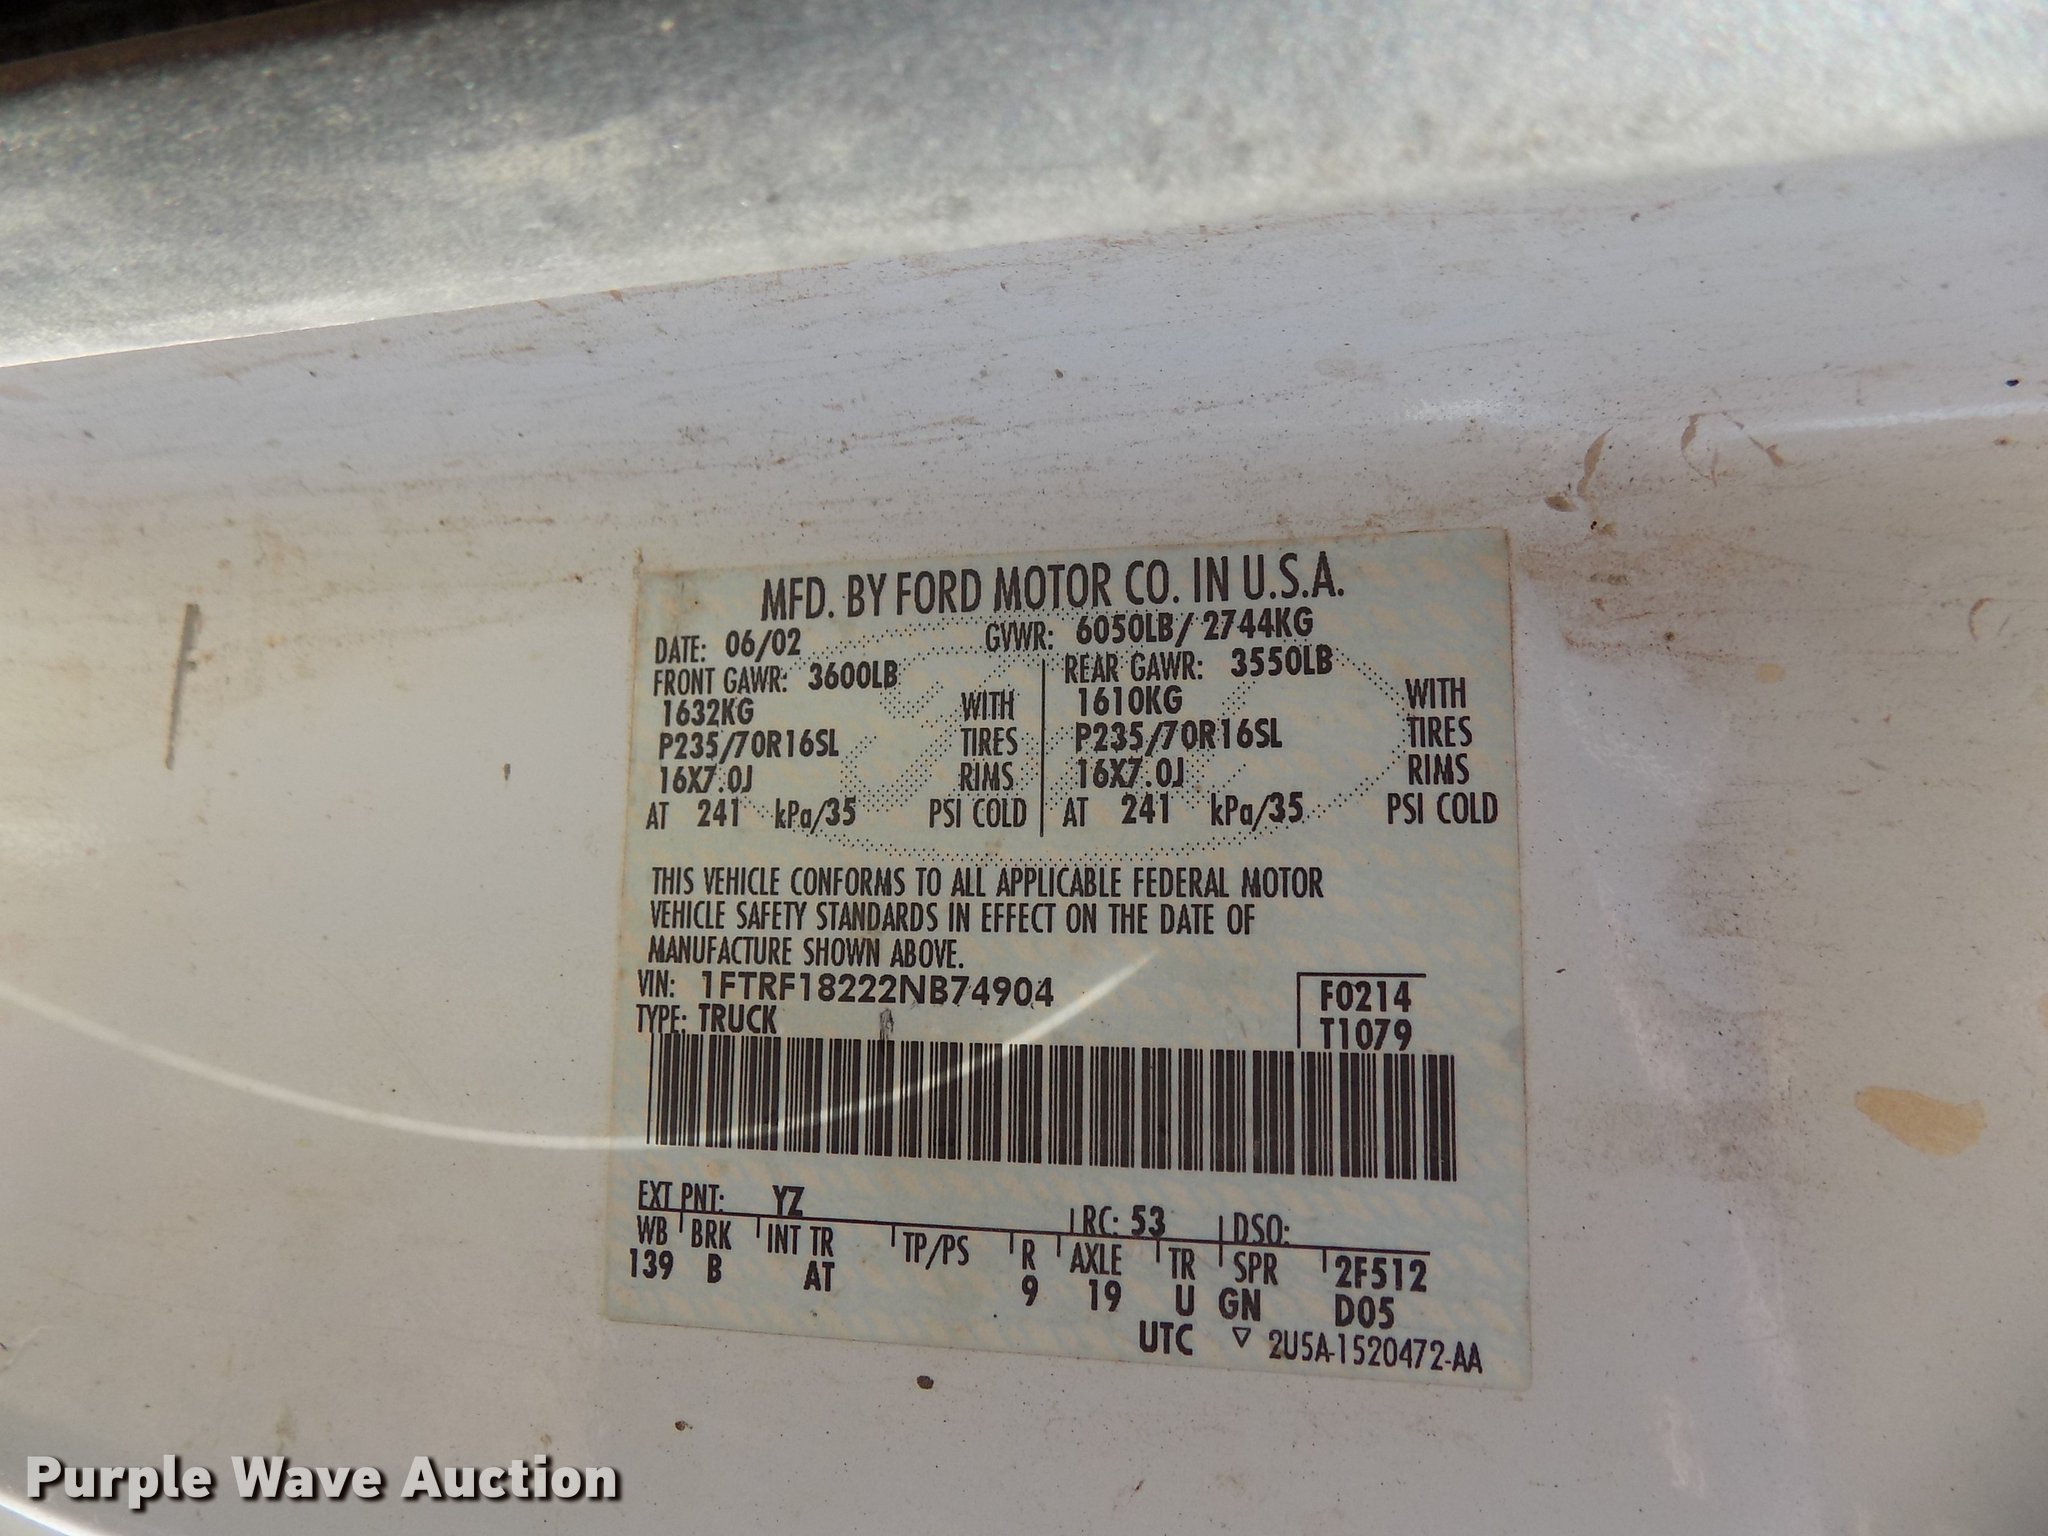 MFD. BY FORD MOTOR CO. IN U.S.A.
DATE: 06/02 GVWR: 6050LB/ 2744KG
FRONT GAWR: 3600LB REAR GAWR: 3550LB
1632KG WITH 1610KG WITH
P235/70R16SL TIRES P235/70R16SL TIRES
16X7.0J RIMS 16X7.0J RIMS
AT 241 kPa/35 PSI COLD AT 241 kPa/35 PSI COLD
THIS VEHICLE CONFORMS TO ALL APPLICABLE FEDERAL MOTOR
VEHICLE SAFETY STANDARDS IN EFFECT ON THE DATE OF
MANUFACTURE SHOWN ABOVE.
VIN: 1FTRF18222NB74904 F0214
TYPE: TRUCK T1079
EXT PNT: YZ RC: 53 DSO:
WB BRK INT TR TP/PS R AXLE TR SPR 2F512
139 B AT 9 19 U GN D05
UTC ▽ 2U5A-1520472-AA
Purple Wave Auction